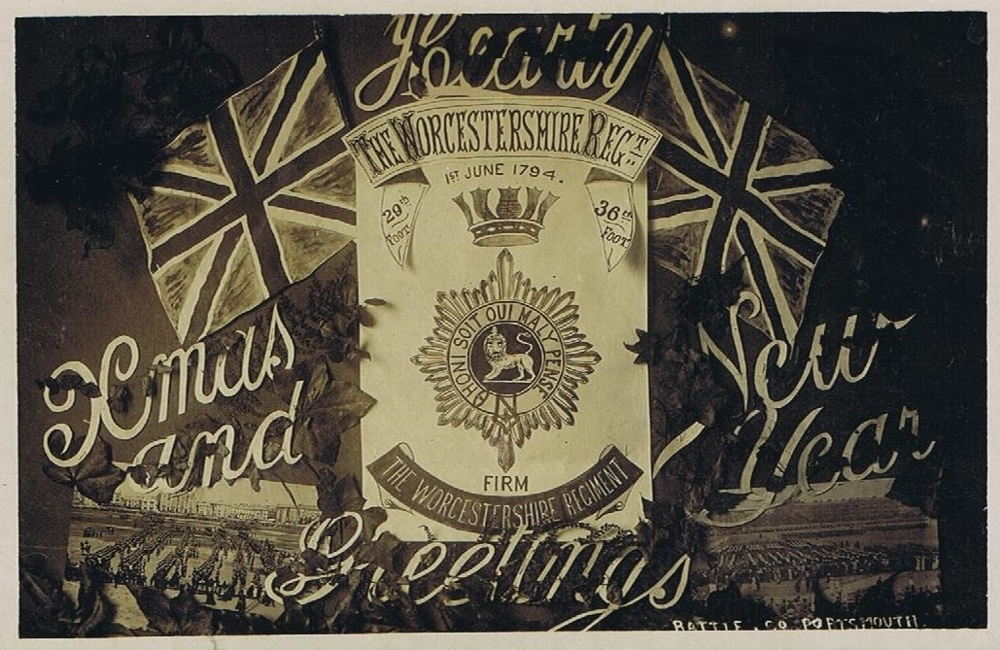 Hearty
THE WORCESTERSHIRE REGT.
1ST JUNE 1794.
29th
FOOT
36th
FOOT
HONI SOIT QUI MAL Y PENSE
FIRM
THE WORCESTERSHIRE REGIMENT
Xmas
and
New
Year
Greetings
BATTLE. CO PORTSMOUTH.